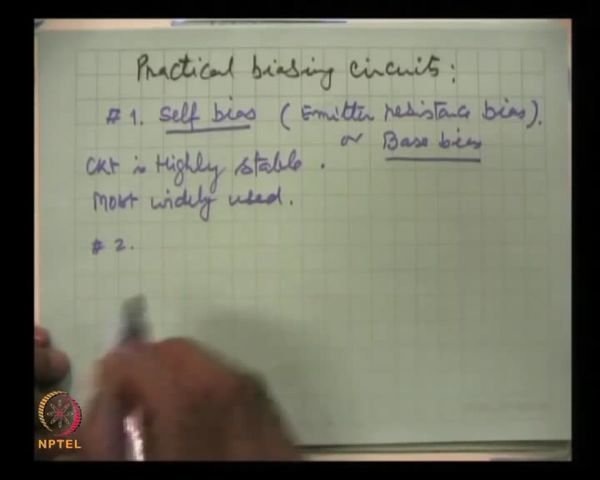 Practical biasing circuits:
# 1. Self bias ( Emitter resistance bias).
or Base bias
CKT is Highly stable.
Most widely used.
# 2.
NPTEL